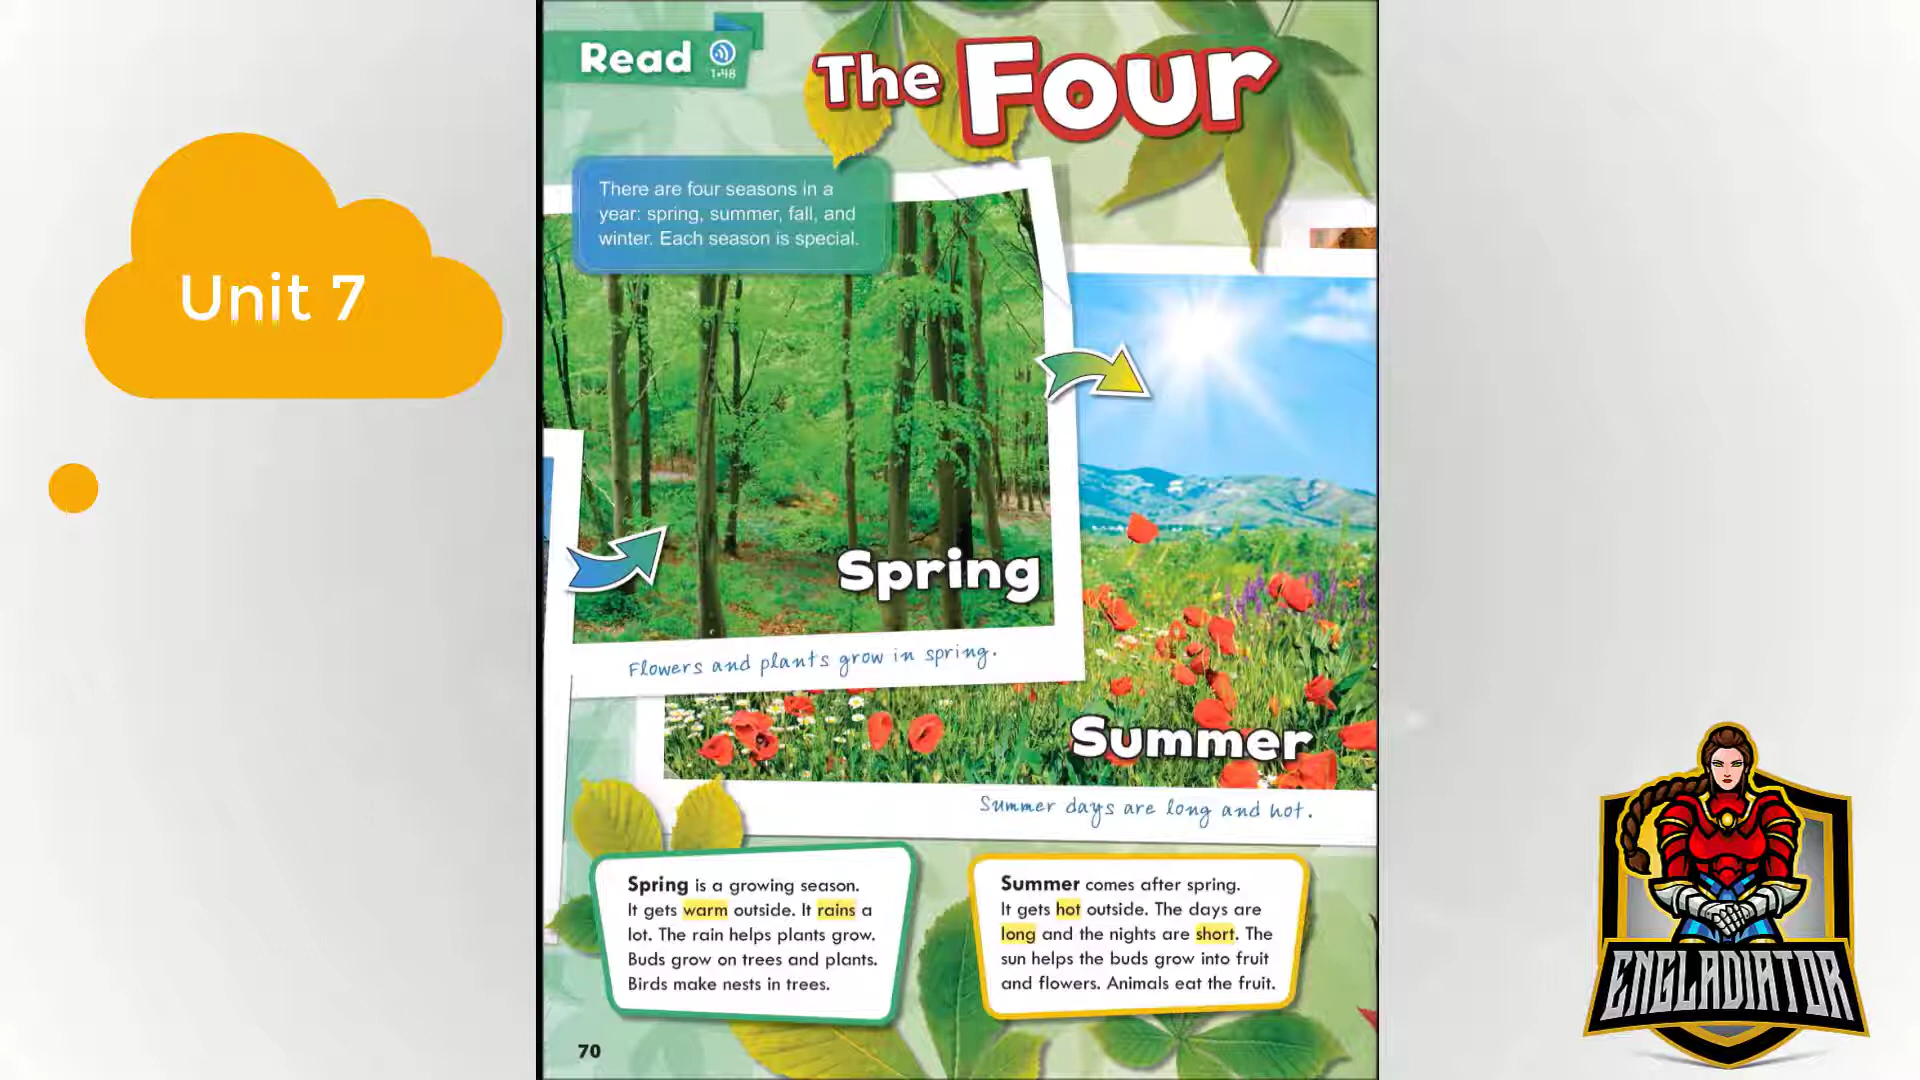 Unit 7
Read
1·48
The Four
There are four seasons in a
year: spring, summer, fall, and
winter. Each season is special.
Spring
Flowers and plants grow in spring.
Summer
Summer days are long and hot.
Spring is a growing season.
It gets warm outside. It rains a
lot. The rain helps plants grow.
Buds grow on trees and plants.
Birds make nests in trees.
Summer comes after spring.
It gets hot outside. The days are
long and the nights are short. The
sun helps the buds grow into fruit
and flowers. Animals eat the fruit.
70
ENGLADIATOR